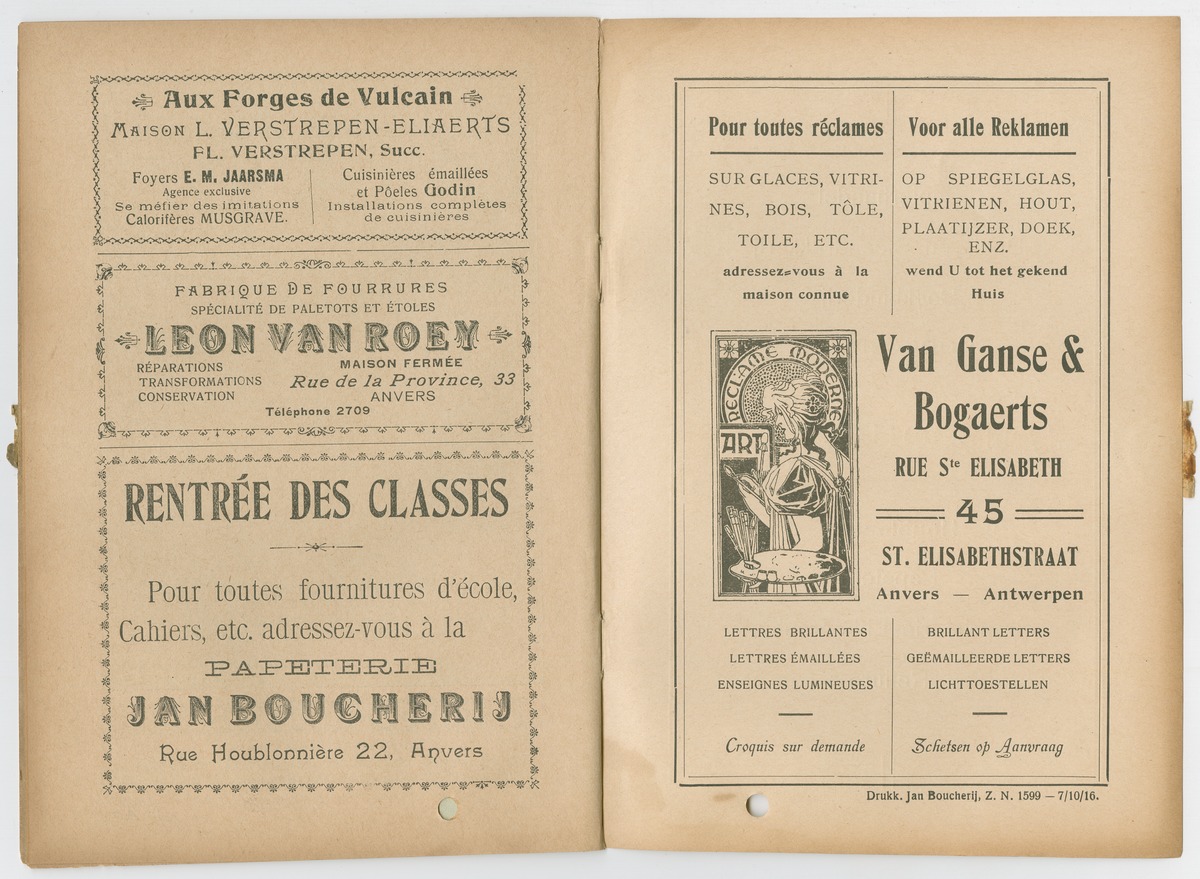 Aux Forges de Vulcain
MAISON L. VERSTREPEN-ELIAERTS
FL. VERSTREPEN, Succ.
Foyers E. M. JAARSMA
Agence exclusive
Se méfier des imitations
Calorifères MUSGRAVE.
Cuisinières émaillées
et Pôeles Godin
Installations complètes
de cuisinières
FABRIQUE DE FOURRURES
SPÉCIALITÉ DE PALETOTS ET ÉTOLES
LEON VAN ROEY
RÉPARATIONS
TRANSFORMATIONS
CONSERVATION
MAISON FERMÉE
Rue de la Province, 33
ANVERS
Téléphone 2709
RENTRÉE DES CLASSES
Pour toutes fournitures d'école,
Cahiers, etc. adressez-vous à la
PAPETERIE
JAN BOUCHERIJ
Rue Houblonnière 22, Anvers
Pour toutes réclames
SUR GLACES, VITRI-
NES, BOIS, TÔLE,
TOILE, ETC.
adressez-vous à la
maison connue
Voor alle Reklamen
OP SPIEGELGLAS,
VITRIENEN, HOUT,
PLAATIJZER, DOEK,
ENZ.
wend U tot het gekend
Huis
RÉCLAME MODERNE
ART
Van Ganse &
Bogaerts
RUE Ste ELISABETH
45
ST. ELISABETHSTRAAT
Anvers — Antwerpen
LETTRES BRILLANTES
LETTRES ÉMAILLÉES
ENSEIGNES LUMINEUSES
Croquis sur demande
BRILLANT LETTERS
GEËMAILLEERDE LETTERS
LICHTTOESTELLEN
Schetsen op Aanvraag
Drukk. Jan Boucherij, Z. N. 1599 — 7/10/16.